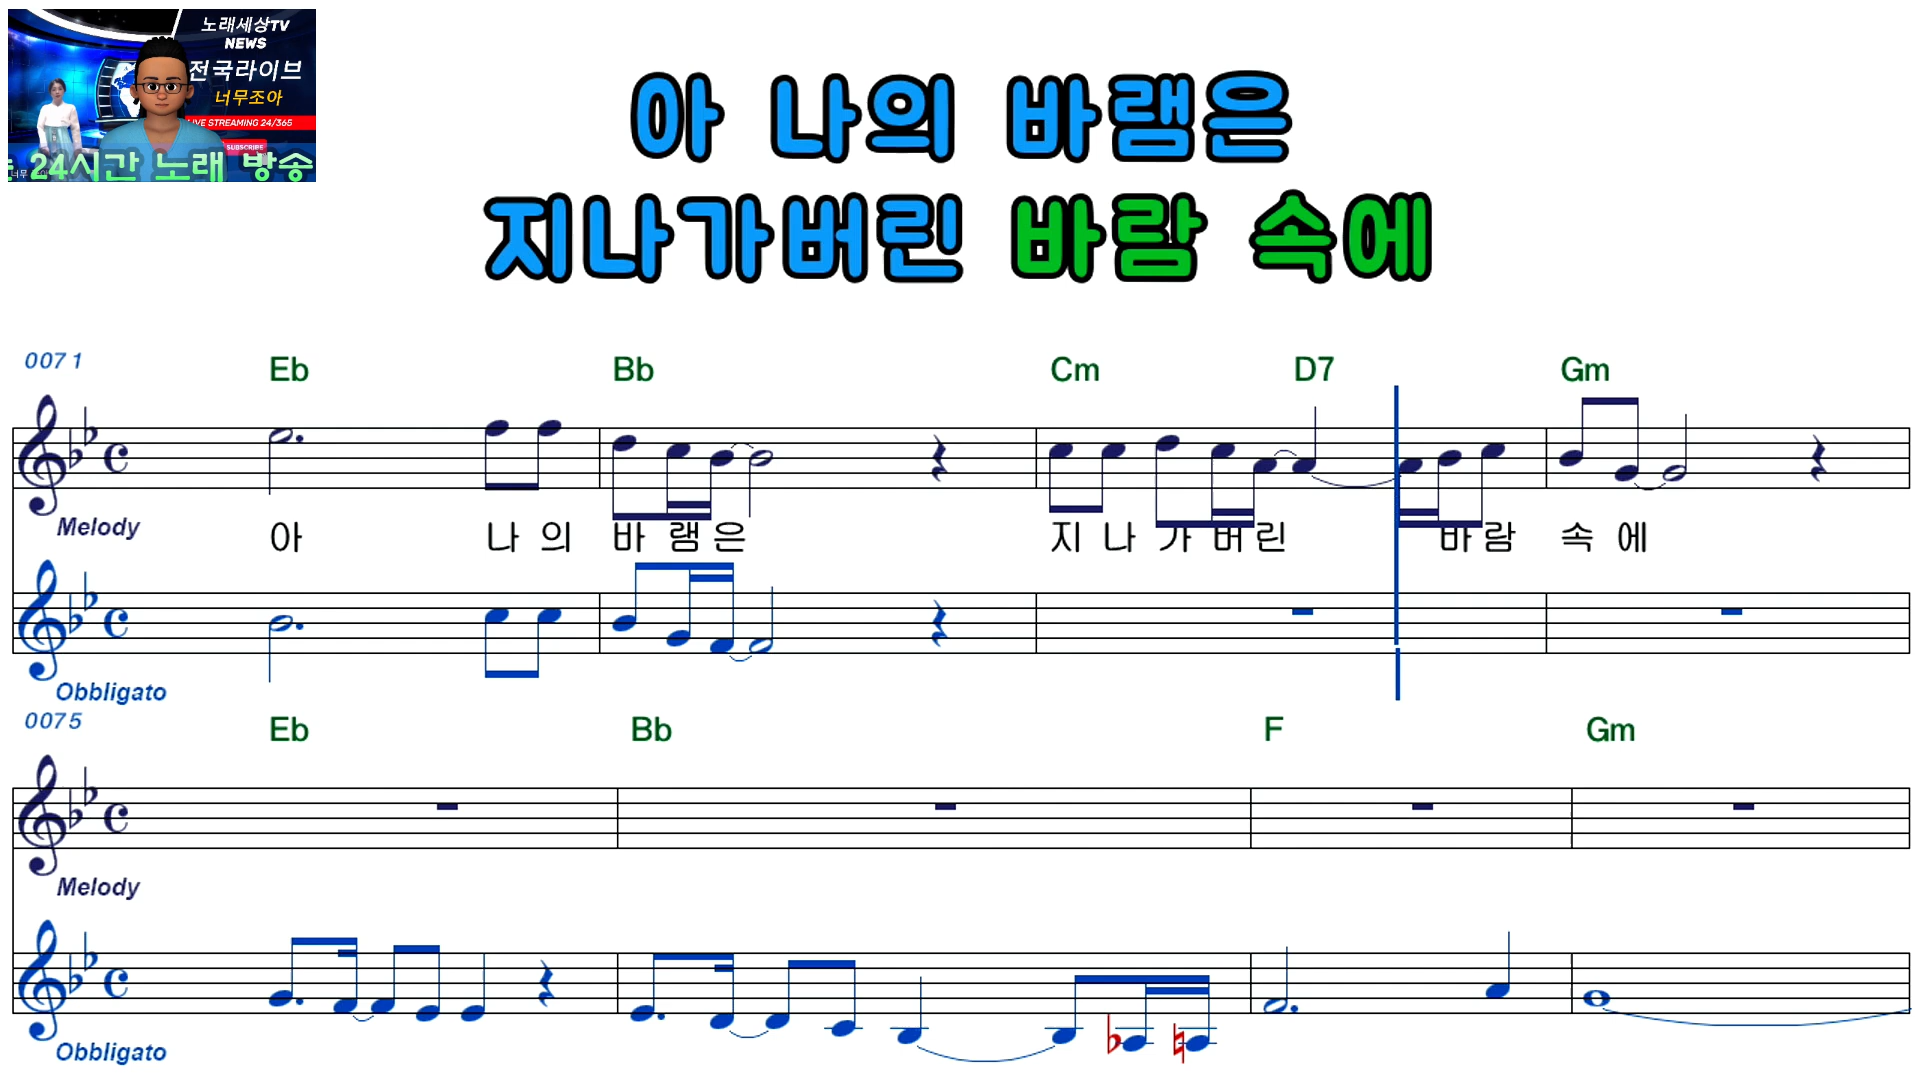 노래세상TV
NEWS
전국라이브
너무조아
LIVE STREAMING 24/365
SUBSCRIBE
24시간 노래 방송
아 나의 바램은
지나가버린 바람 속에
0071
Eb Bb Cm D7 Gm
Melody
아 나 의 바 램 은 지 나 가 버 린 바 람 속 에
Obbligato
0075
Eb Bb F Gm
Melody
Obbligato